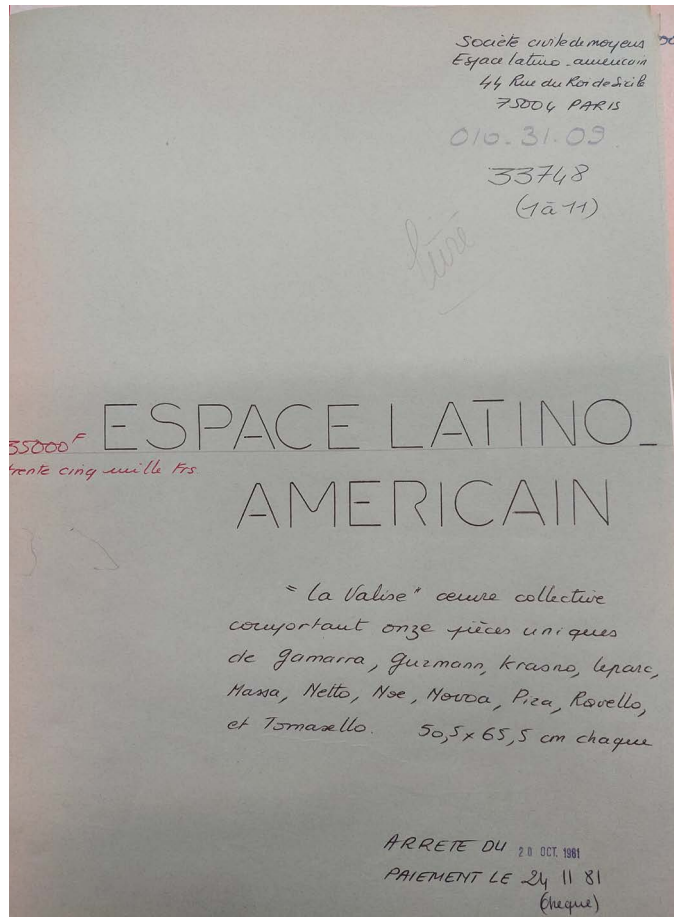 Société civile de moyens
Espace latino-américain
44 Rue du Roi de Sicile
75004 PARIS
010.31.09
33748
(1 à 11)
livré
ESPACE LATINO_
35000 F
trente cinq mille Frs
AMERICAIN
"La Valise" œuvre collective
comportant onze pièces uniques
de Gamarra, Guzmann, Krasno, Leparc,
Massa, Netto, Noe, Novoa, Piza, Rovello,
et Tomasello. 50,5 x 65,5 cm chaque
ARRETE DU 20 OCT. 1981
PAIEMENT LE 24 11 81
(chèque)